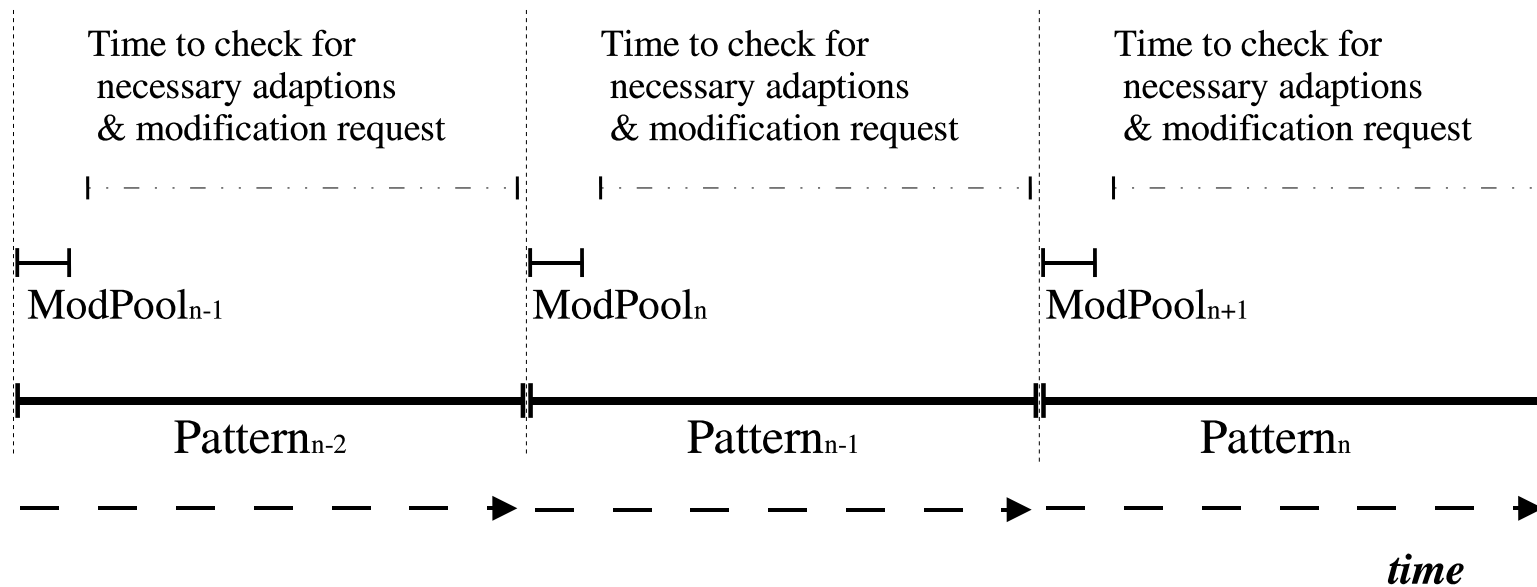 Time to check for
necessary adaptions
& modification request
Time to check for
necessary adaptions
& modification request
Time to check for
necessary adaptions
& modification request
ModPooln-1
ModPooln
ModPooln+1
Patternn-2
Patternn-1
Patternn
time